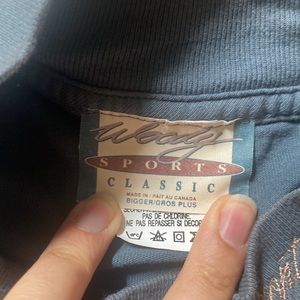 Woody
SPORTS
CLASSIC
MADE IN / FAIT AU CANADA
BIGGER/GROS PLUS
PAS DE CHLORINE.
NE PAS REPASSER SI DECOR